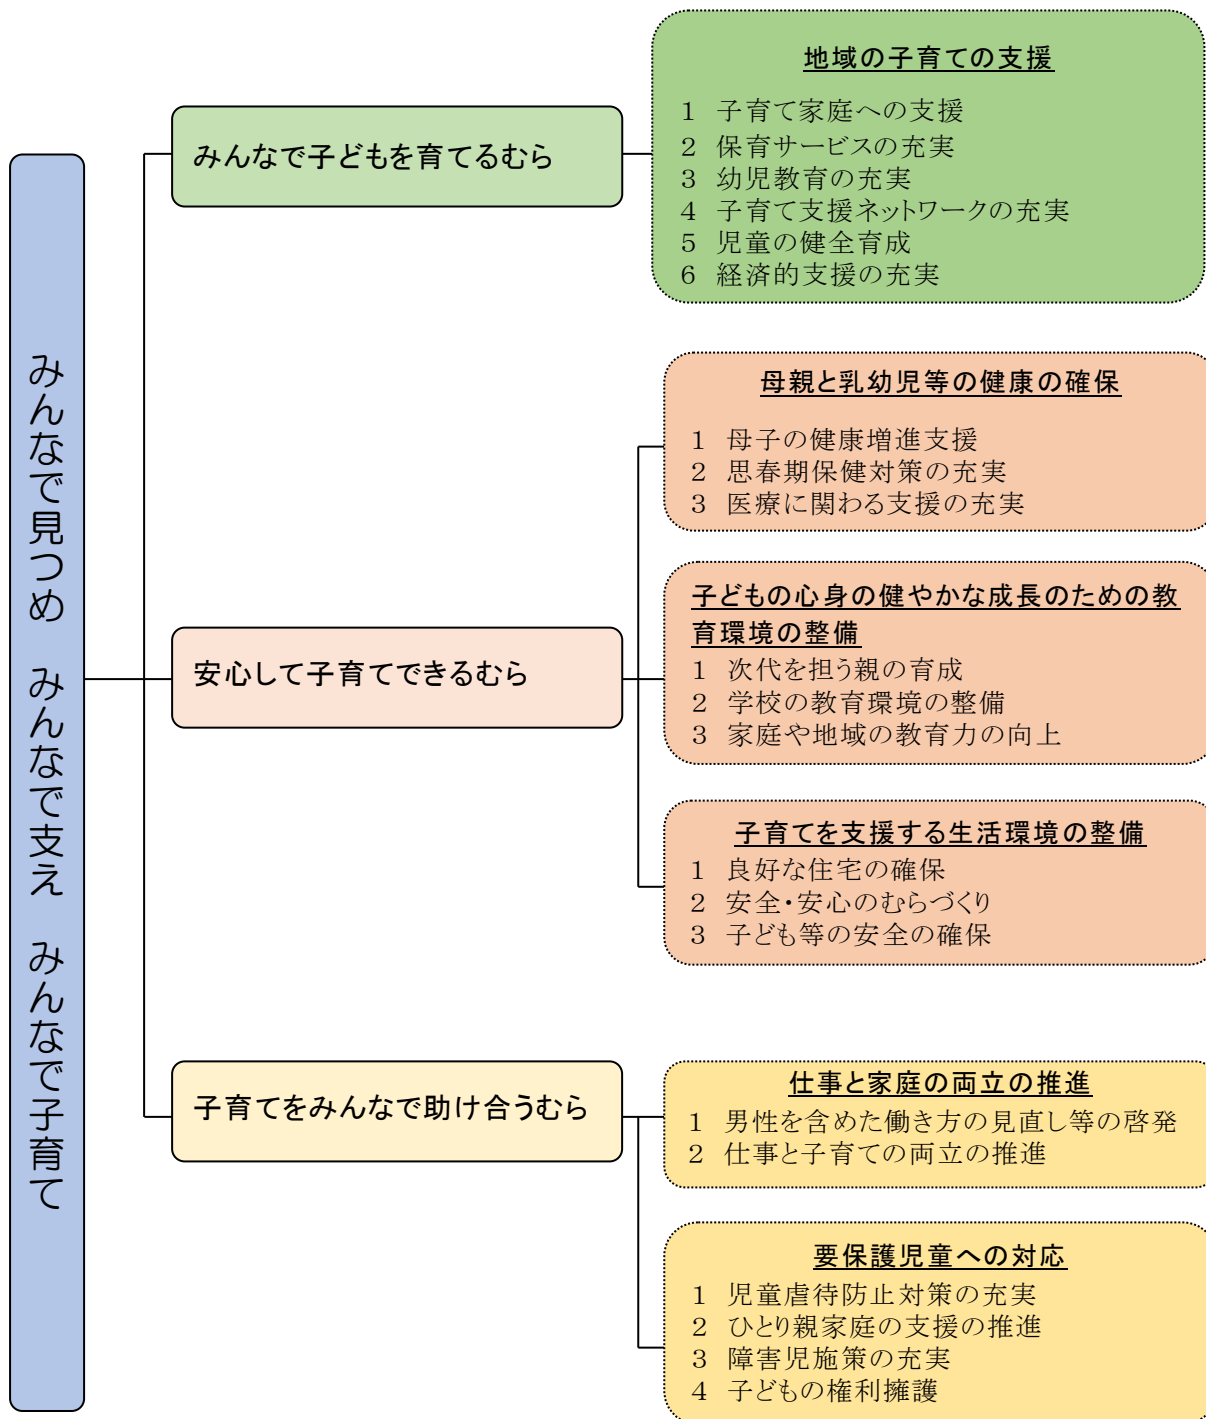 みんなで見つめ　みんなで支え　みんなで子育て
みんなで子どもを育てるむら
地域の子育ての支援
１　子育て家庭への支援
２　保育サービスの充実
３　幼児教育の充実
４　子育て支援ネットワークの充実
５　児童の健全育成
６　経済的支援の充実
安心して子育てできるむら
母親と乳幼児等の健康の確保
１　母子の健康増進支援
２　思春期保健対策の充実
３　医療に関わる支援の充実
子どもの心身の健やかな成長のための教
育環境の整備
１　次代を担う親の育成
２　学校の教育環境の整備
３　家庭や地域の教育力の向上
子育てを支援する生活環境の整備
１　良好な住宅の確保
２　安全・安心のむらづくり
３　子ども等の安全の確保
子育てをみんなで助け合うむら
仕事と家庭の両立の推進
１　男性を含めた働き方の見直し等の啓発
２　仕事と子育ての両立の推進
要保護児童への対応
１　児童虐待防止対策の充実
２　ひとり親家庭の支援の推進
３　障害児施策の充実
４　子どもの権利擁護